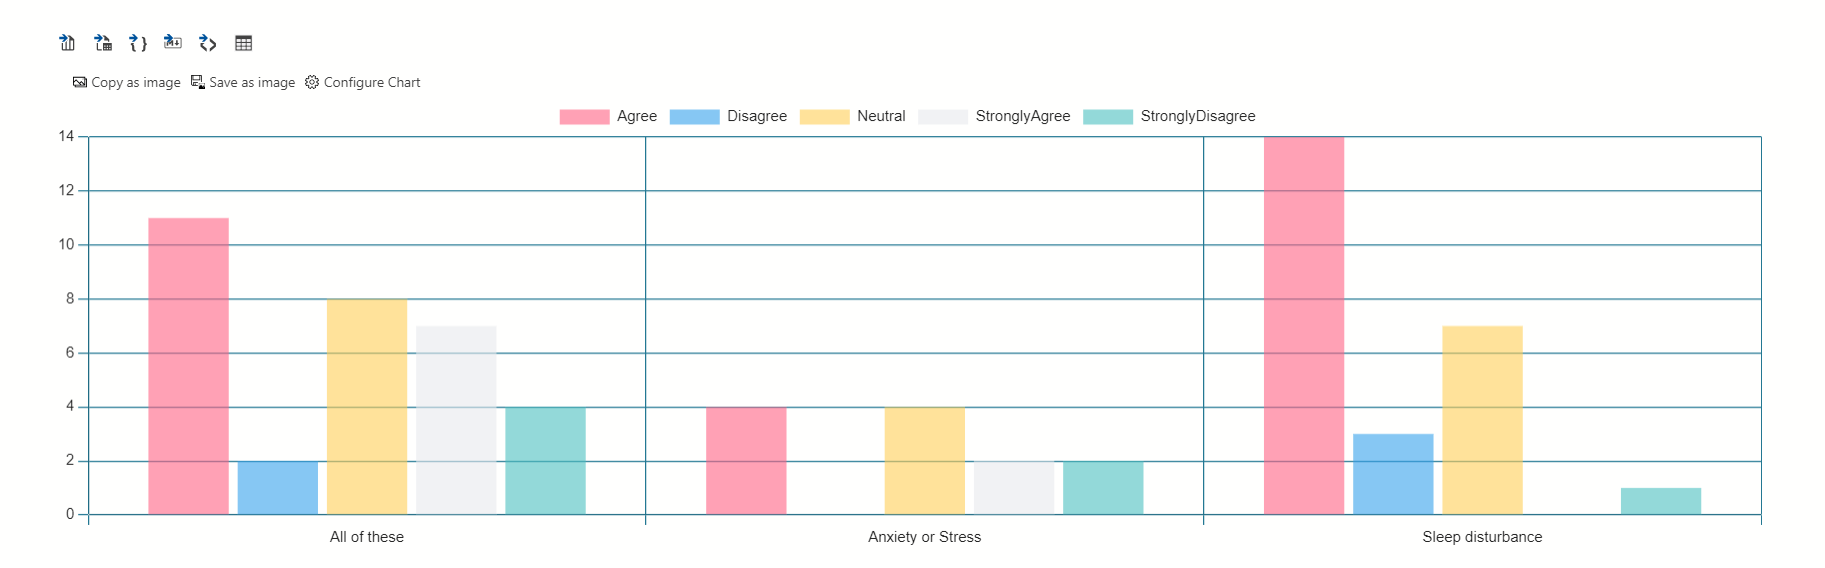 Copy as image Save as image Configure Chart
Agree Disagree Neutral StronglyAgree StronglyDisagree
14
12
10
8
6
4
2
0
All of these Anxiety or Stress Sleep disturbance